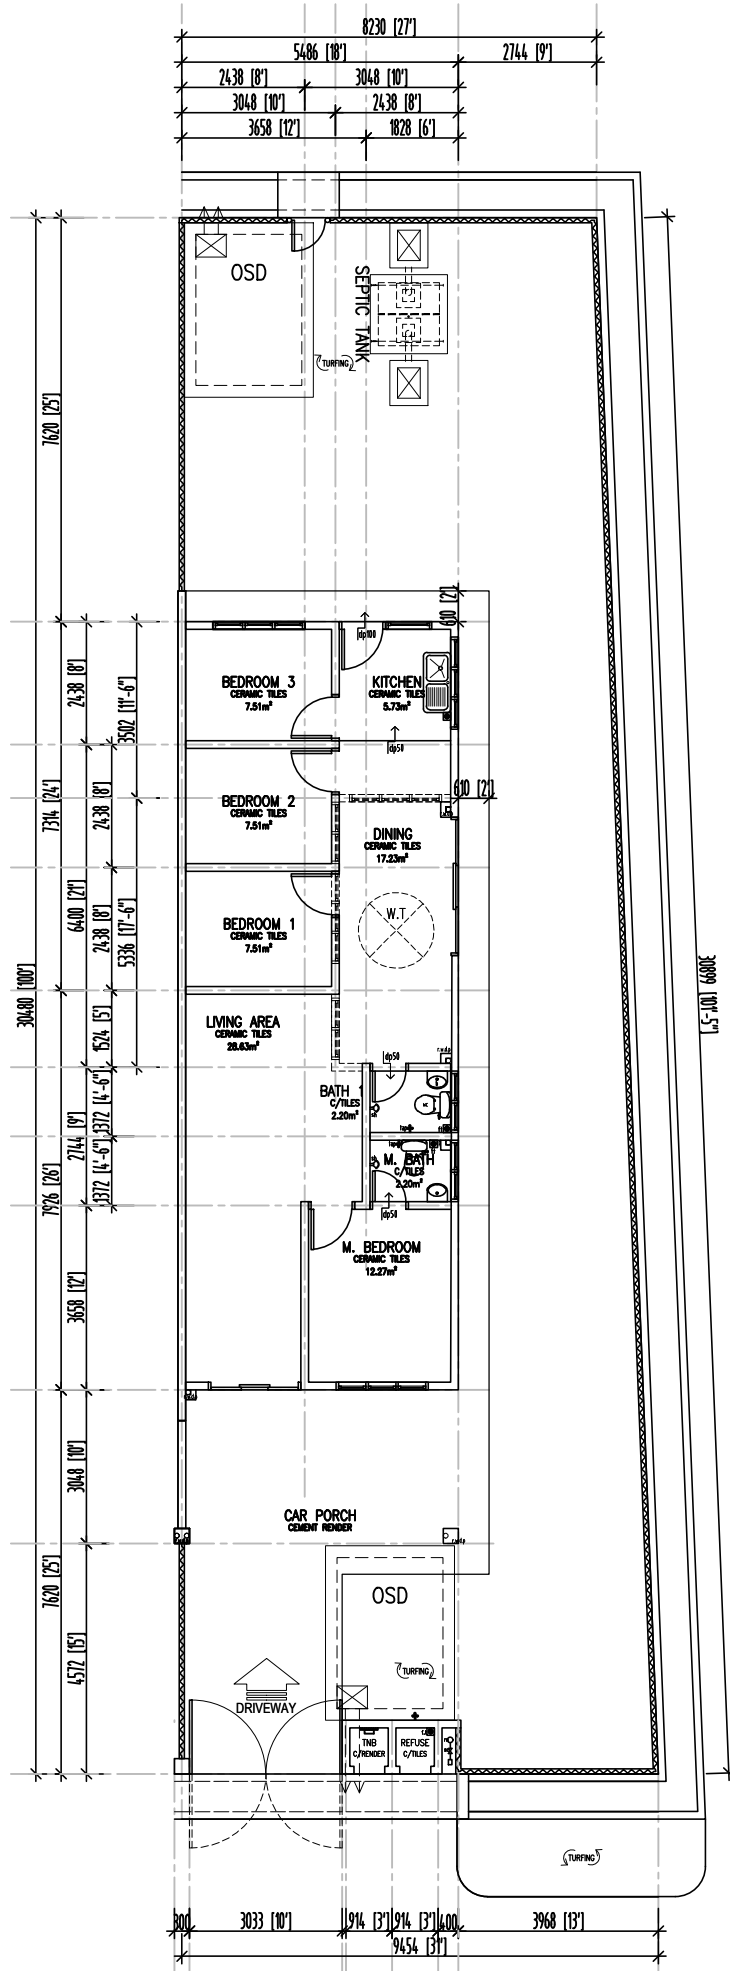 8230 [27']
5486 [18']
2744 [9']
2438 [8']
3048 [10']
3048 [10']
2438 [8']
3658 [12']
1828 [6']
OSD
SEPTIC TANK
TURFING
7620 [25']
610 [2']
dp100
BEDROOM 3
CERAMIC TILES
7.51m²
KITCHEN
CERAMIC TILES
5.73m²
2438 [8']
3502 [11'-6"]
dp50
610 [2']
BEDROOM 2
CERAMIC TILES
7.51m²
2438 [8']
7314 [24']
DINING
CERAMIC TILES
17.23m²
W.T
BEDROOM 1
CERAMIC TILES
7.51m²
6400 [21']
2438 [8']
5336 [17'-6"]
30480 [100']
30899 [101'-5"]
LIVING AREA
CERAMIC TILES
28.63m²
1524 [5']
r.w.d.p
dp50
BATH 1
C/TILES
2.20m²
1372 [4'-6"]
2744 [9']
1372 [4'-6"]
7926 [26']
M. BATH
C/TILES
2.20m²
dp50
M. BEDROOM
CERAMIC TILES
12.27m²
3658 [12']
3048 [10']
CAR PORCH
CEMENT RENDER
r.w.d.p
7620 [25']
4572 [15']
OSD
TURFING
DRIVEWAY
TNB
C/RENDER
REFUSE
C/TILES
TURFING
300
3033 [10']
914 [3']
914 [3']
400
3968 [13']
9454 [31']